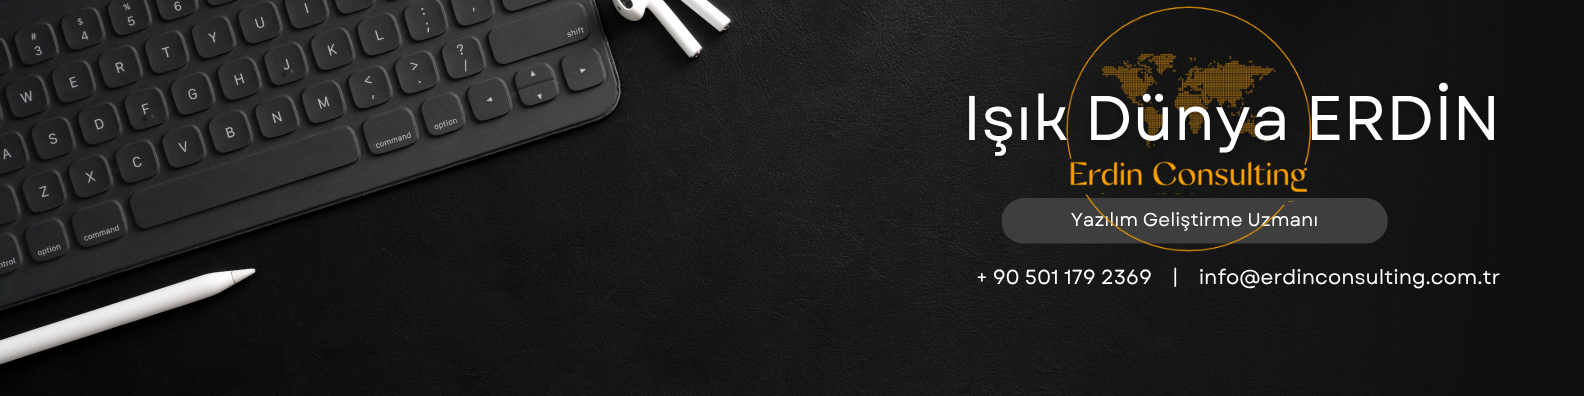 # 3 $ 4 % 5 6
W E R T Y U I
A S D F G H J K L : ; " '
Z X C V B N M < , > . ? / shift
control option command command option
Işık Dünya ERDİN
Erdin Consulting
Yazılım Geliştirme Uzmanı
+ 90 501 179 2369 | info@erdinconsulting.com.tr